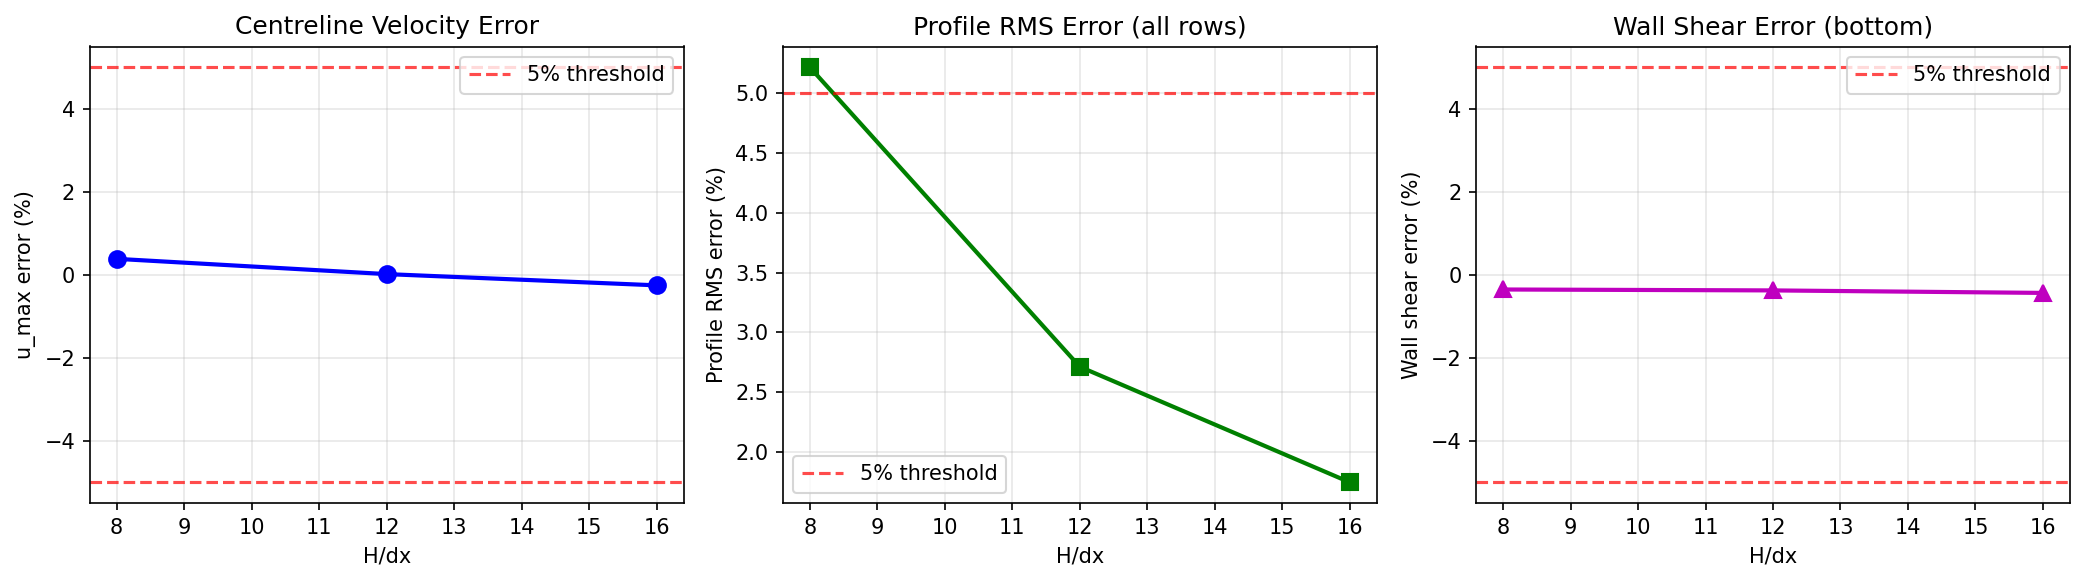 Centreline Velocity Error
5% threshold
4
2
0
−2
−4
u_max error (%)
8 9 10 11 12 13 14 15 16
H/dx
Profile RMS Error (all rows)
5.0
4.5
4.0
3.5
3.0
2.5
2.0
Profile RMS error (%)
5% threshold
8 9 10 11 12 13 14 15 16
H/dx
Wall Shear Error (bottom)
5% threshold
4
2
0
−2
−4
Wall shear error (%)
8 9 10 11 12 13 14 15 16
H/dx